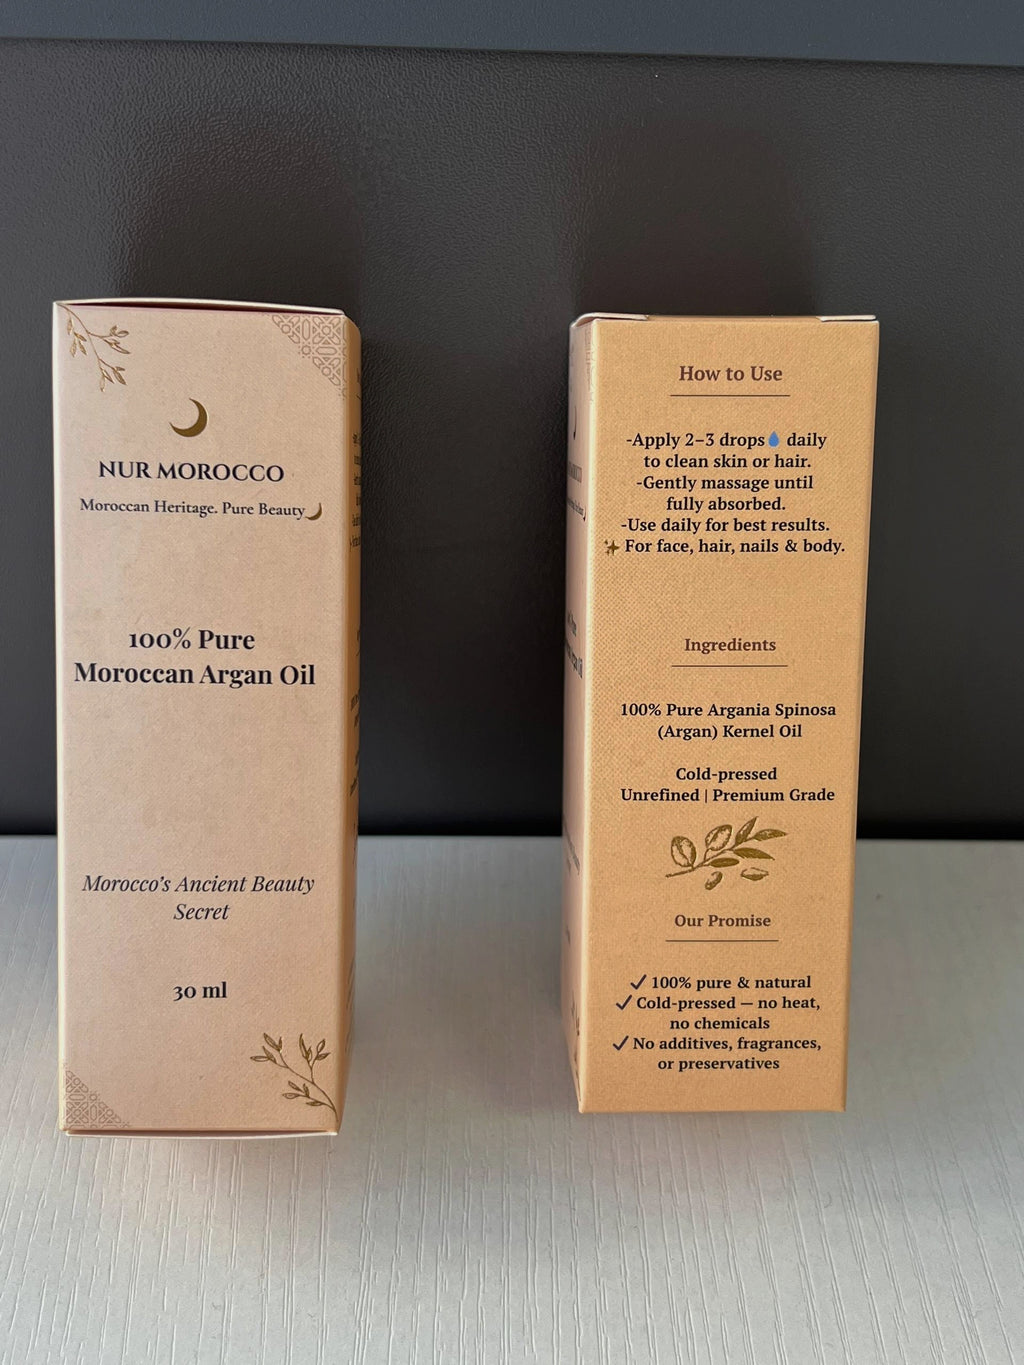 NUR MOROCCO
Moroccan Heritage. Pure Beauty
100% Pure
Moroccan Argan Oil
Morocco's Ancient Beauty
Secret
30 ml
How to Use
-Apply 2–3 drops💧 daily
to clean skin or hair.
-Gently massage until
fully absorbed.
-Use daily for best results.
✨ For face, hair, nails & body.
Ingredients
100% Pure Argania Spinosa
(Argan) Kernel Oil
Cold-pressed
Unrefined | Premium Grade
Our Promise
✓ 100% pure & natural
✓ Cold-pressed — no heat,
no chemicals
✓ No additives, fragrances,
or preservatives